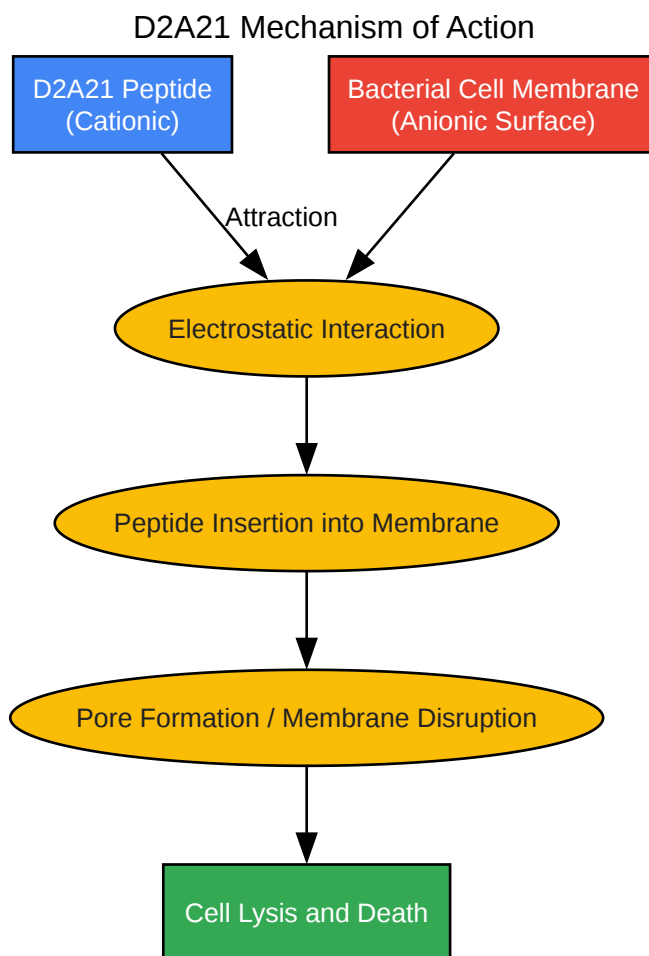 D2A21 Mechanism of Action
D2A21 Peptide
(Cationic)
Bacterial Cell Membrane
(Anionic Surface)
Attraction
Electrostatic Interaction
Peptide Insertion into Membrane
Pore Formation / Membrane Disruption
Cell Lysis and Death